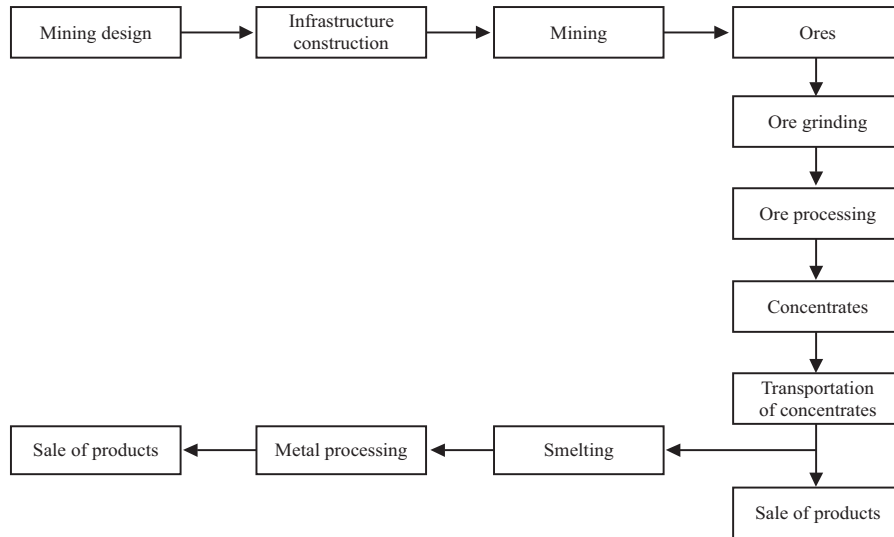 Mining design
Infrastructure
construction
Mining
Ores
Ore grinding
Ore processing
Concentrates
Transportation
of concentrates
Sale of products
Metal processing
Smelting
Sale of products